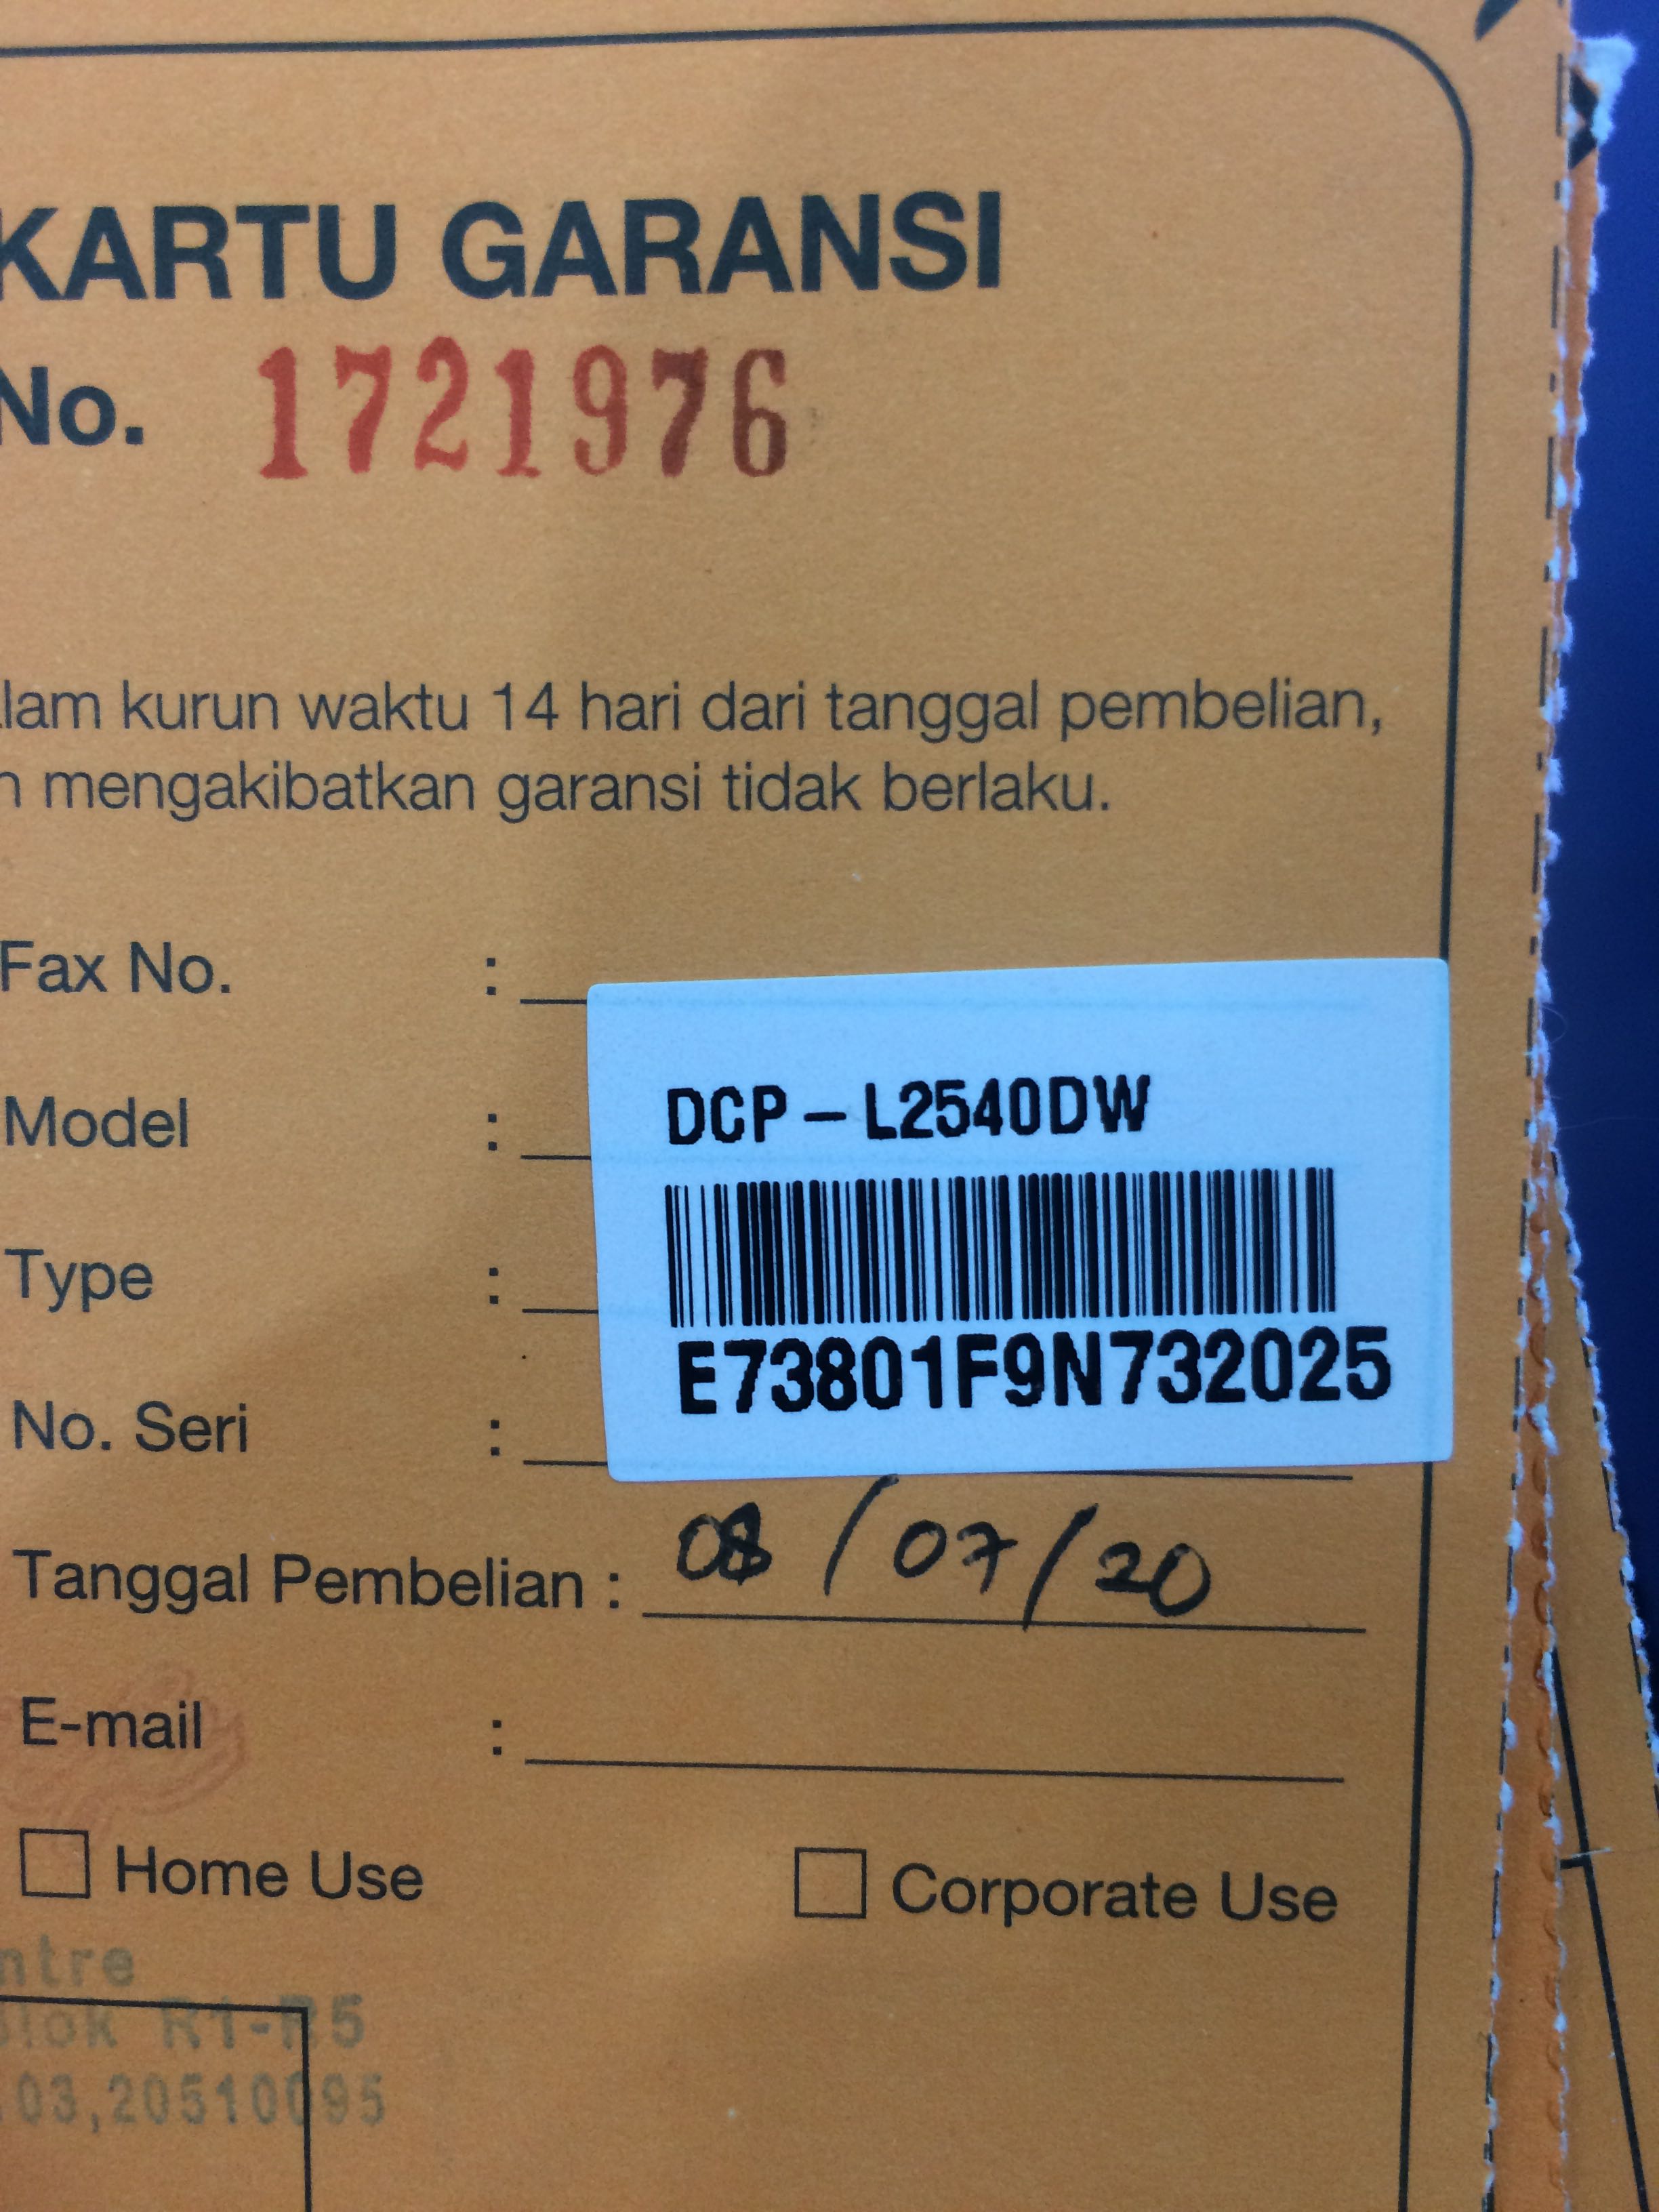 KARTU GARANSI
No. 1721976
lam kurun waktu 14 hari dari tanggal pembelian,
mengakibatkan garansi tidak berlaku.
Fax No. :
Model : DCP-L2540DW
Type :
E73801F9N732025
No. Seri :
Tanggal Pembelian : 08/07/20
E-mail :
Home Use Corporate Use
ntre
lok R1-R5
03,20510095